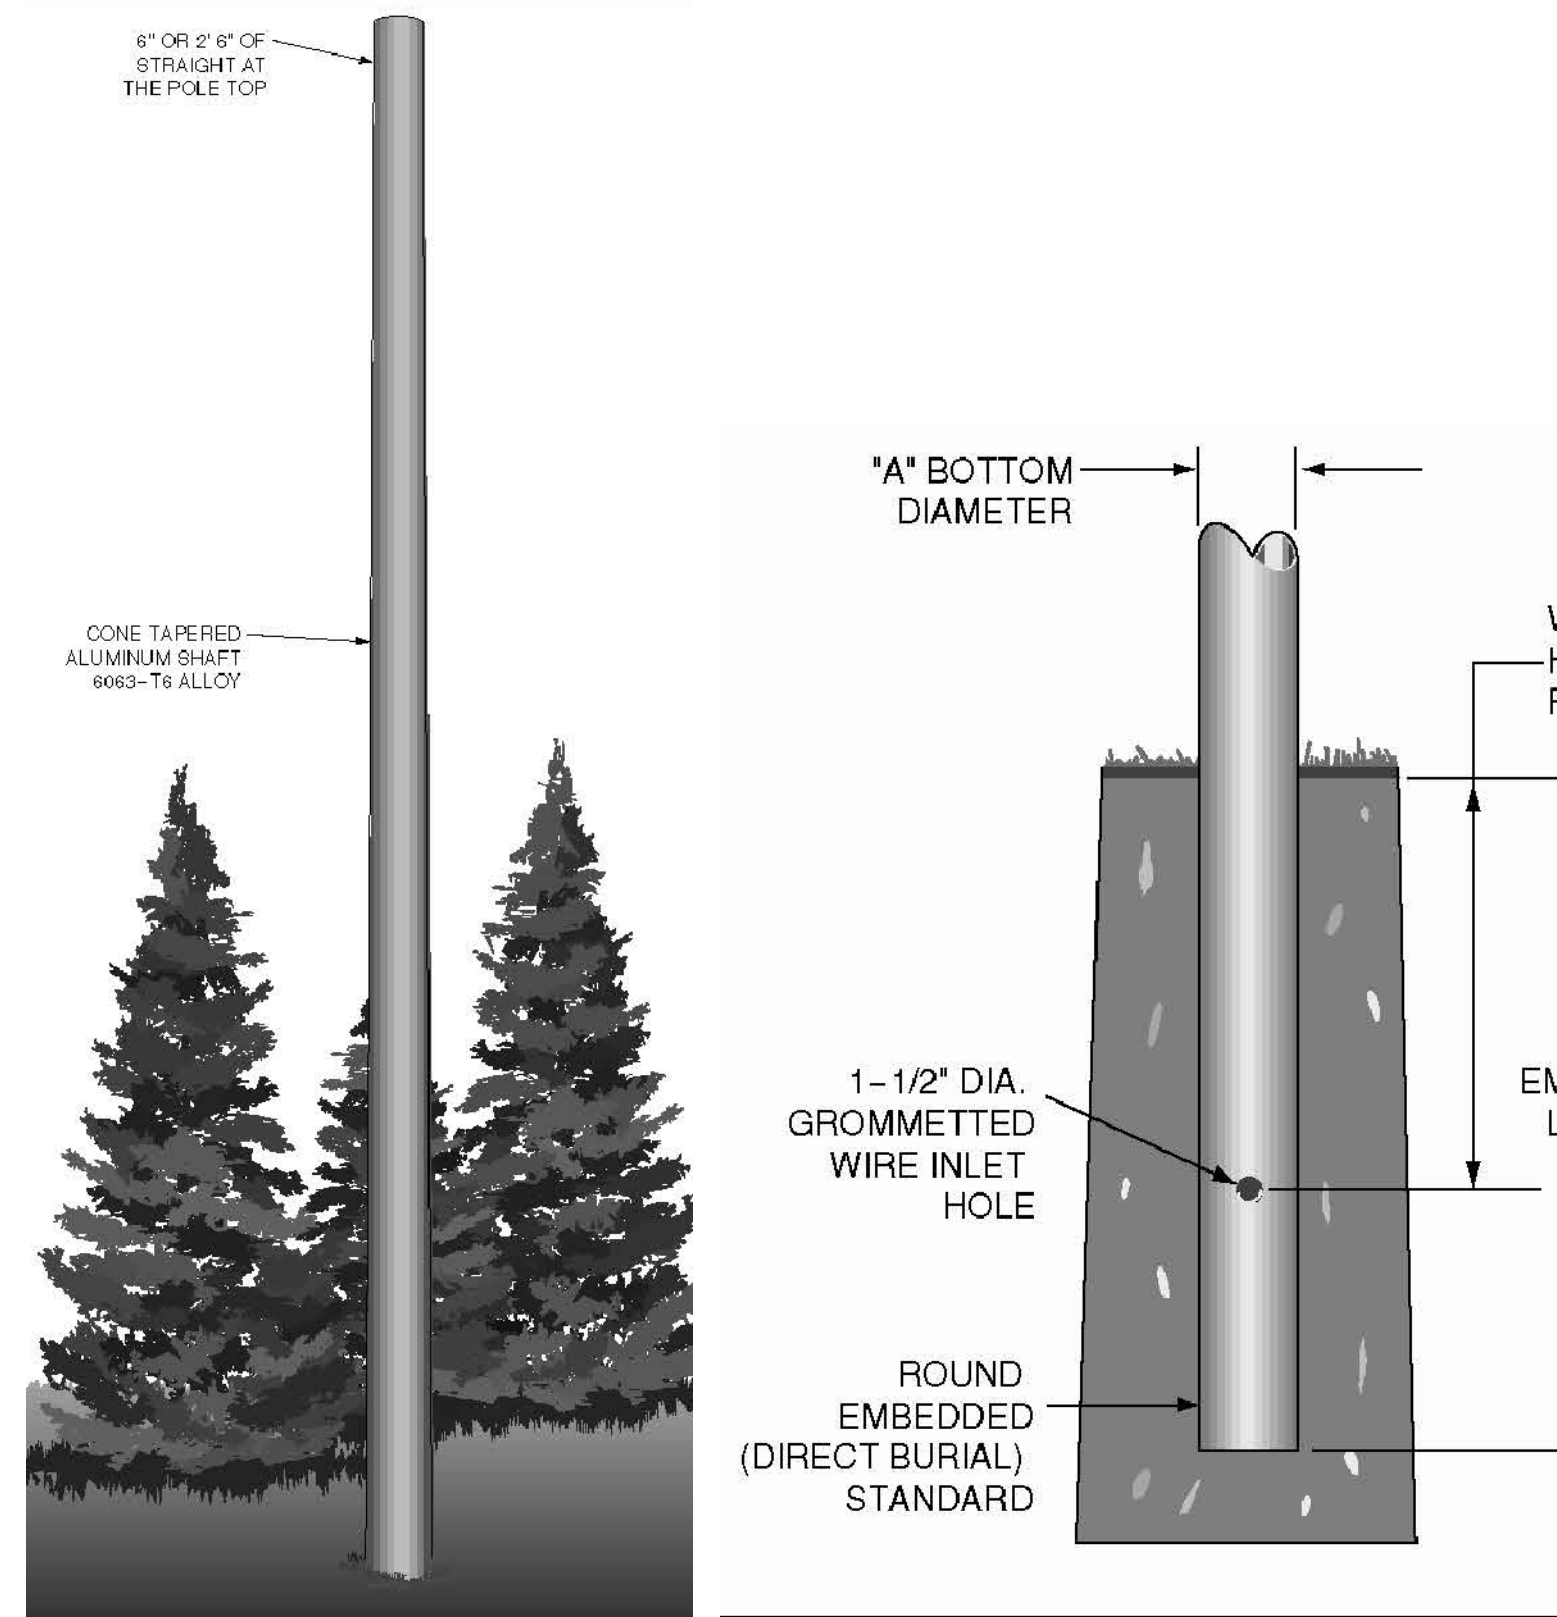 6" OR 2' 6" OF
STRAIGHT AT
THE POLE TOP
CONE TAPERED
ALUMINUM SHAFT
6063-T6 ALLOY
"A" BOTTOM
DIAMETER
1-1/2" DIA.
GROMMETTED
WIRE INLET
HOLE
ROUND
EMBEDDED
(DIRECT BURIAL)
STANDARD